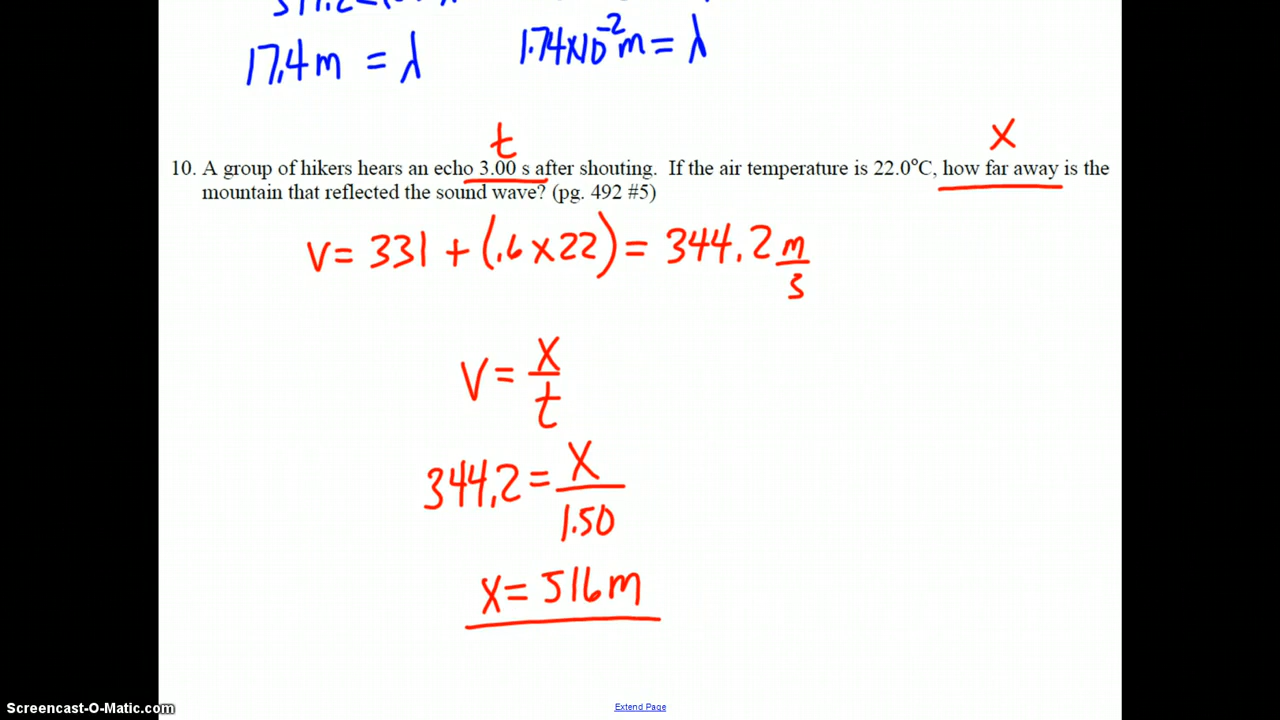 17.4m = λ
1.74x10⁻²m = λ
t
x
10. A group of hikers hears an echo 3.00 s after shouting. If the air temperature is 22.0°C, how far away is the
mountain that reflected the sound wave? (pg. 492 #5)
v = 331 + (.6 x 22) = 344.2 m/s
v = x/t
344.2 = x/1.50
x = 516m
Extend Page
Screencast-O-Matic.com